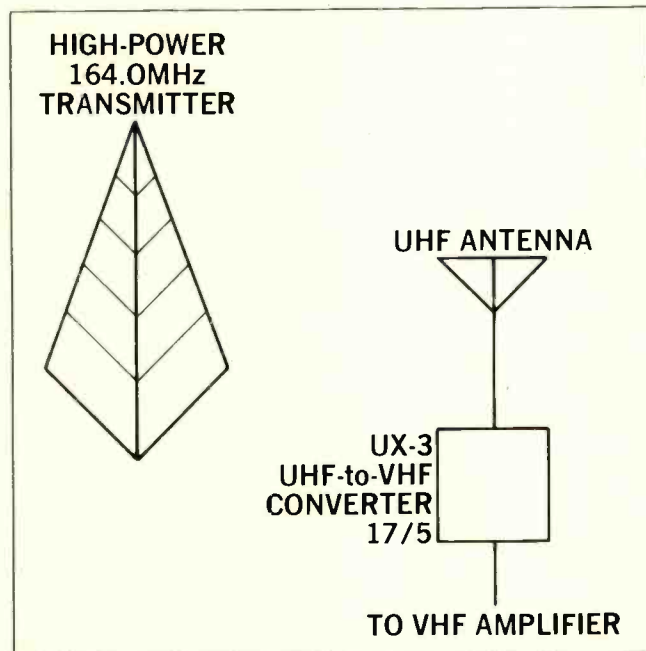 HIGH-POWER
164.0MHz
TRANSMITTER
UHF ANTENNA
UX-3
UHF-to-VHF
CONVERTER
17/5
TO VHF AMPLIFIER